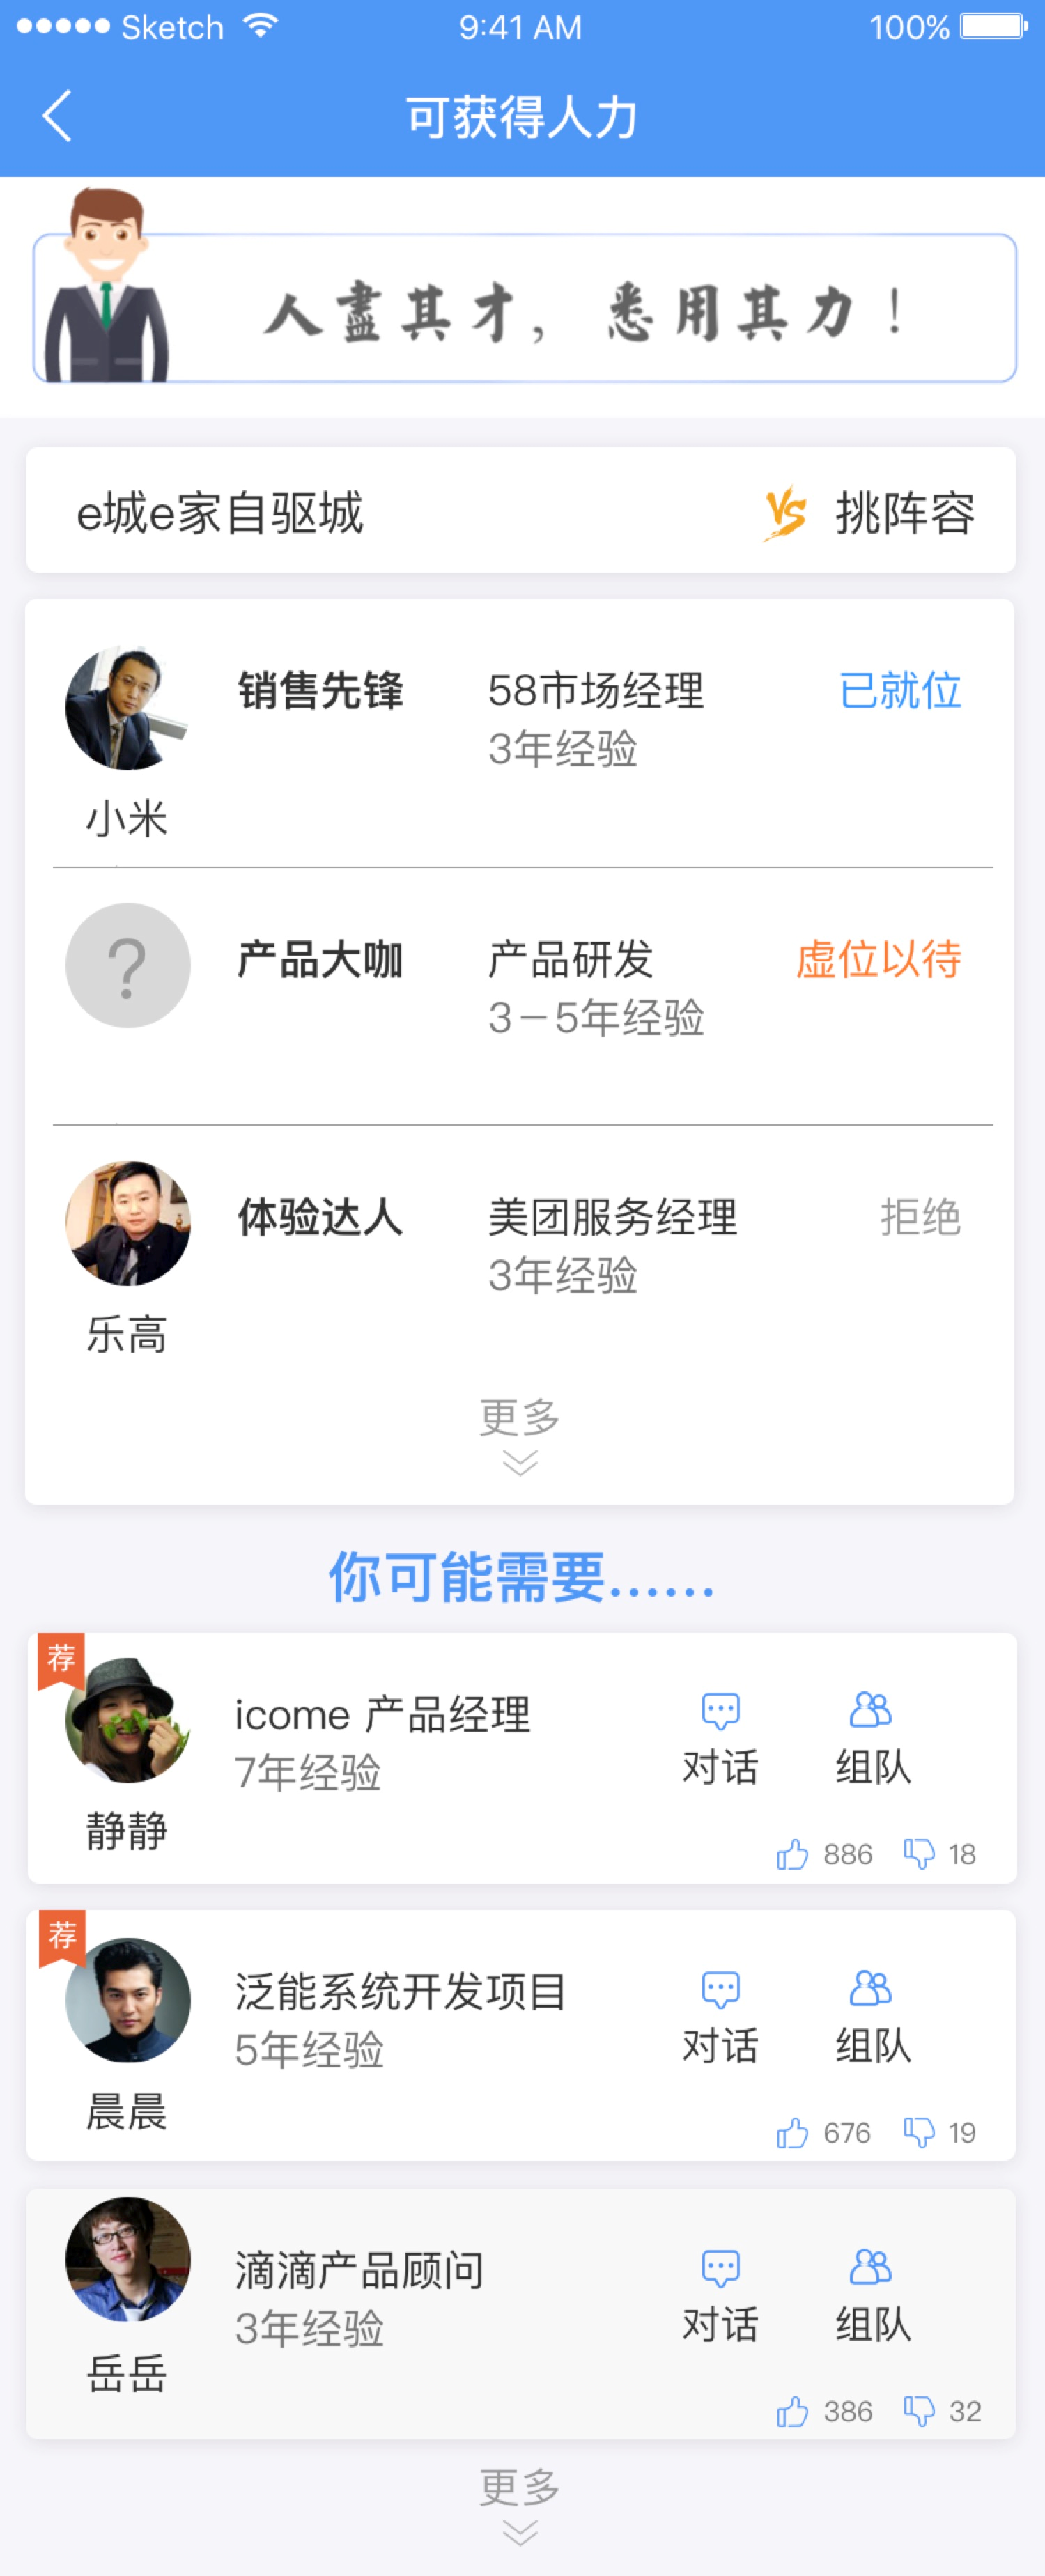 Sketch 9:41 AM 100%
可获得人力
人盡其才，悉用其力！
e城e家自驱城 VS 挑阵容
销售先锋 58市场经理 已就位
3年经验
小米
? 产品大咖 产品研发 虚位以待
3－5年经验
体验达人 美团服务经理 拒绝
3年经验
乐高
更多
你可能需要......
荐
icome 产品经理
7年经验
对话 组队
静静
886 18
荐
泛能系统开发项目
5年经验
对话 组队
晨晨
676 19
滴滴产品顾问
3年经验
对话 组队
岳岳
386 32
更多